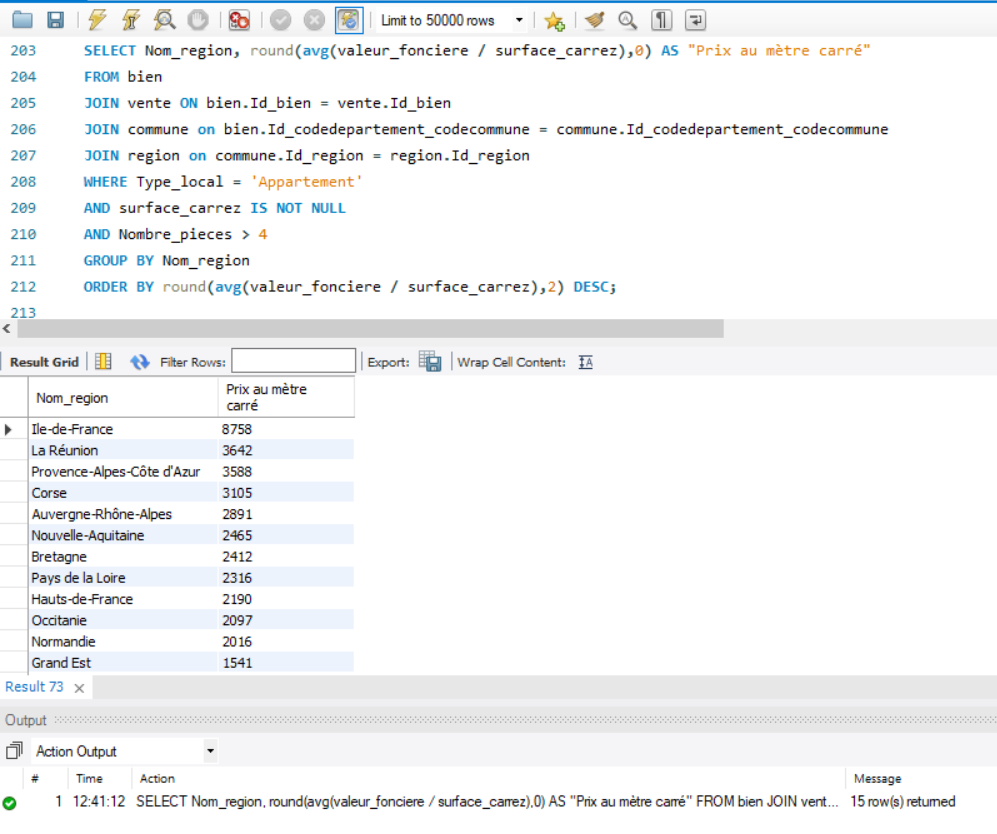 Limit to 50000 rows
203 SELECT Nom_region, round(avg(valeur_fonciere / surface_carrez),0) AS "Prix au mètre carré"
204 FROM bien
205 JOIN vente ON bien.Id_bien = vente.Id_bien
206 JOIN commune on bien.Id_codedepartement_codecommune = commune.Id_codedepartement_codecommune
207 JOIN region on commune.Id_region = region.Id_region
208 WHERE Type_local = 'Appartement'
209 AND surface_carrez IS NOT NULL
210 AND Nombre_pieces > 4
211 GROUP BY Nom_region
212 ORDER BY round(avg(valeur_fonciere / surface_carrez),2) DESC;
213
Result Grid Filter Rows: Export: Wrap Cell Content:
Nom_region Prix au mètre
carré
Ile-de-France 8758
La Réunion 3642
Provence-Alpes-Côte d'Azur 3588
Corse 3105
Auvergne-Rhône-Alpes 2891
Nouvelle-Aquitaine 2465
Bretagne 2412
Pays de la Loire 2316
Hauts-de-France 2190
Occitanie 2097
Normandie 2016
Grand Est 1541
Result 73
Output
Action Output
# Time Action Message
1 12:41:12 SELECT Nom_region, round(avg(valeur_fonciere / surface_carrez),0) AS "Prix au mètre carré" FROM bien JOIN vent... 15 row(s) returned